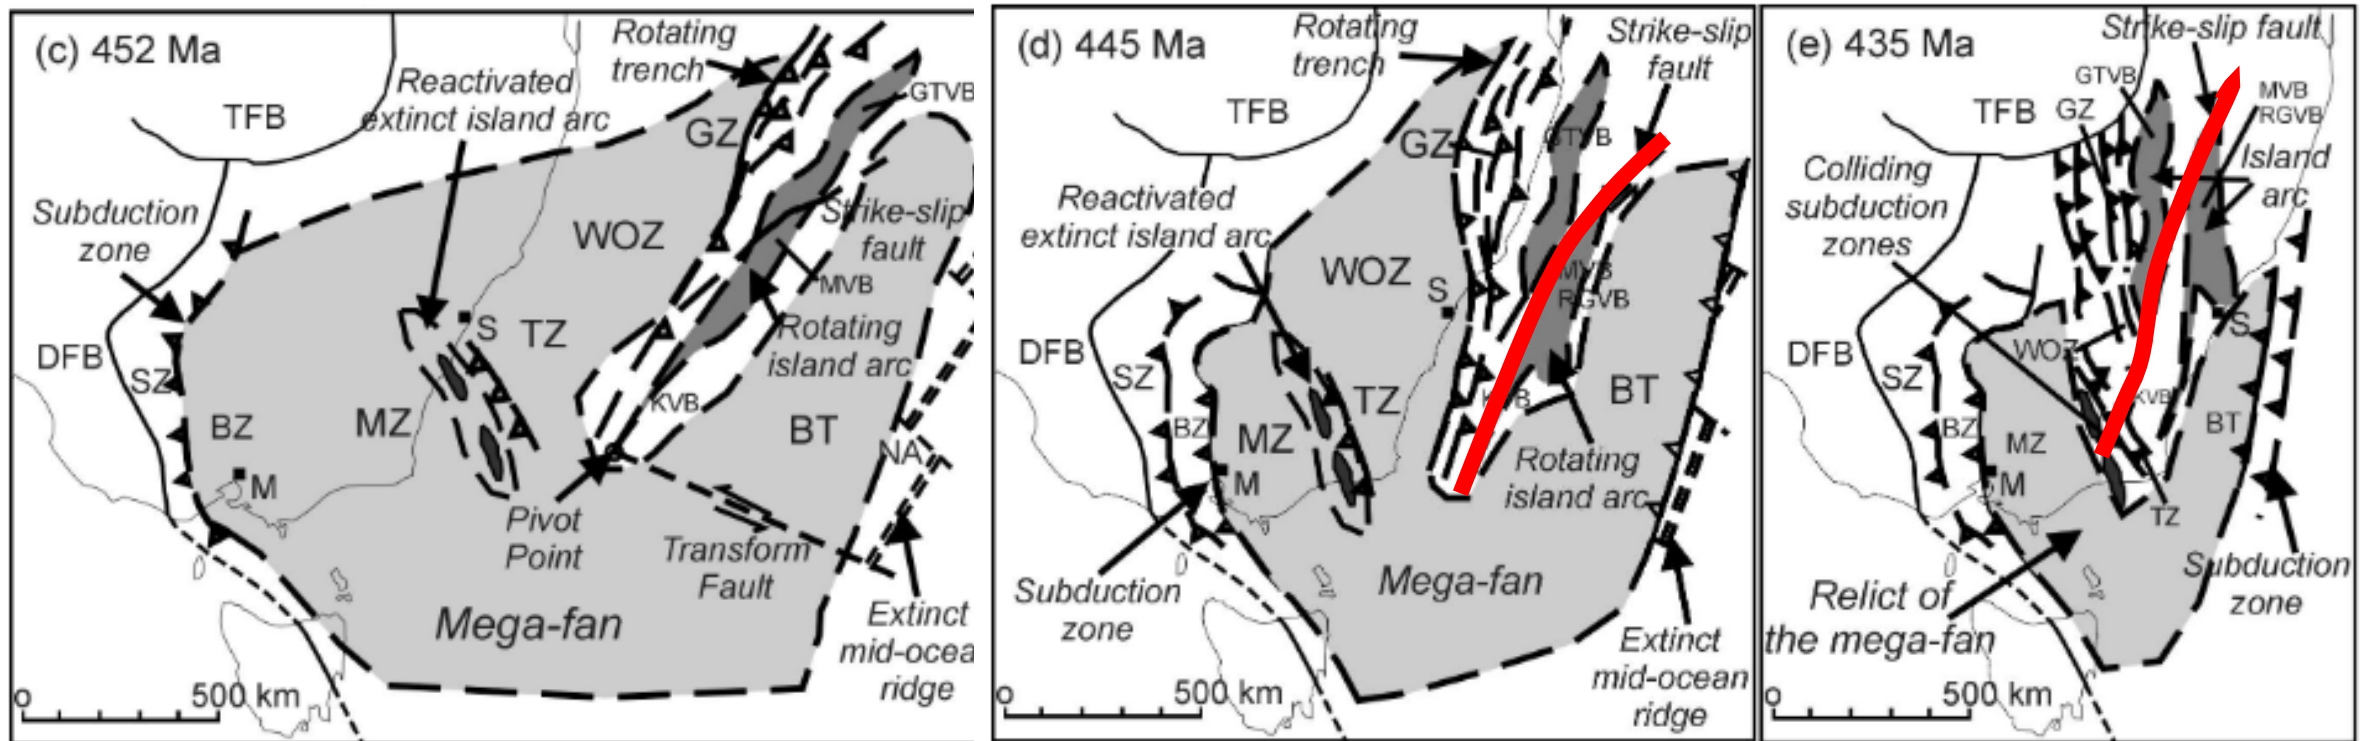 (c) 452 Ma
TFB
Reactivated
extinct island arc
Rotating
trench
GTVB
GZ
Subduction
zone
WOZ
Strike-slip
fault
MVB
DFB
SZ
S
TZ
Rotating
island arc
BZ
MZ
KVB
BT
NA
M
Pivot
Point
Transform
Fault
Mega-fan
Extinct
mid-ocea
ridge
0
500 km
(d) 445 Ma
Rotating
trench
Strike-slip
fault
TFB
GZ
GTVB
Reactivated
extinct island arc
WOZ
S
MVB
RGVB
DFB
SZ
TZ
KVB
BT
BZ
MZ
M
Rotating
island arc
Subduction
zone
Mega-fan
Extinct
mid-ocean
ridge
0
500 km
(e) 435 Ma
Strike-slip fault
GTVB
MVB
TFB
GZ
RGVB
Colliding
subduction
zones
Island
arc
S
DFB
WOZ
SZ
KVB
BZ
MZ
BT
M
TZ
Relict of
the mega-fan
Subduction
zone
0
500 km